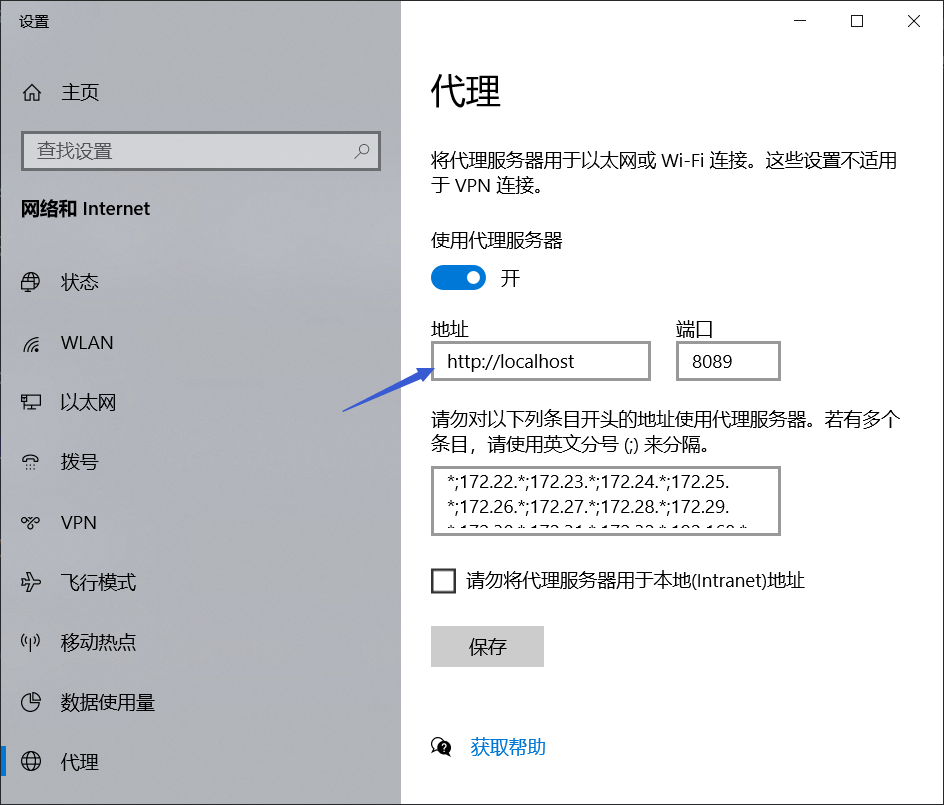 设置
主页
查找设置
网络和 Internet
状态
WLAN
以太网
拨号
VPN
飞行模式
移动热点
数据使用量
代理
代理
将代理服务器用于以太网或 Wi-Fi 连接。这些设置不适用
于 VPN 连接。
使用代理服务器
开
地址
端口
http://localhost
8089
请勿对以下列条目开头的地址使用代理服务器。若有多个
条目，请使用英文分号 (;) 来分隔。
*;172.22.*;172.23.*;172.24.*;172.25.
*;172.26.*;172.27.*;172.28.*;172.29.
请勿将代理服务器用于本地(Intranet)地址
保存
获取帮助